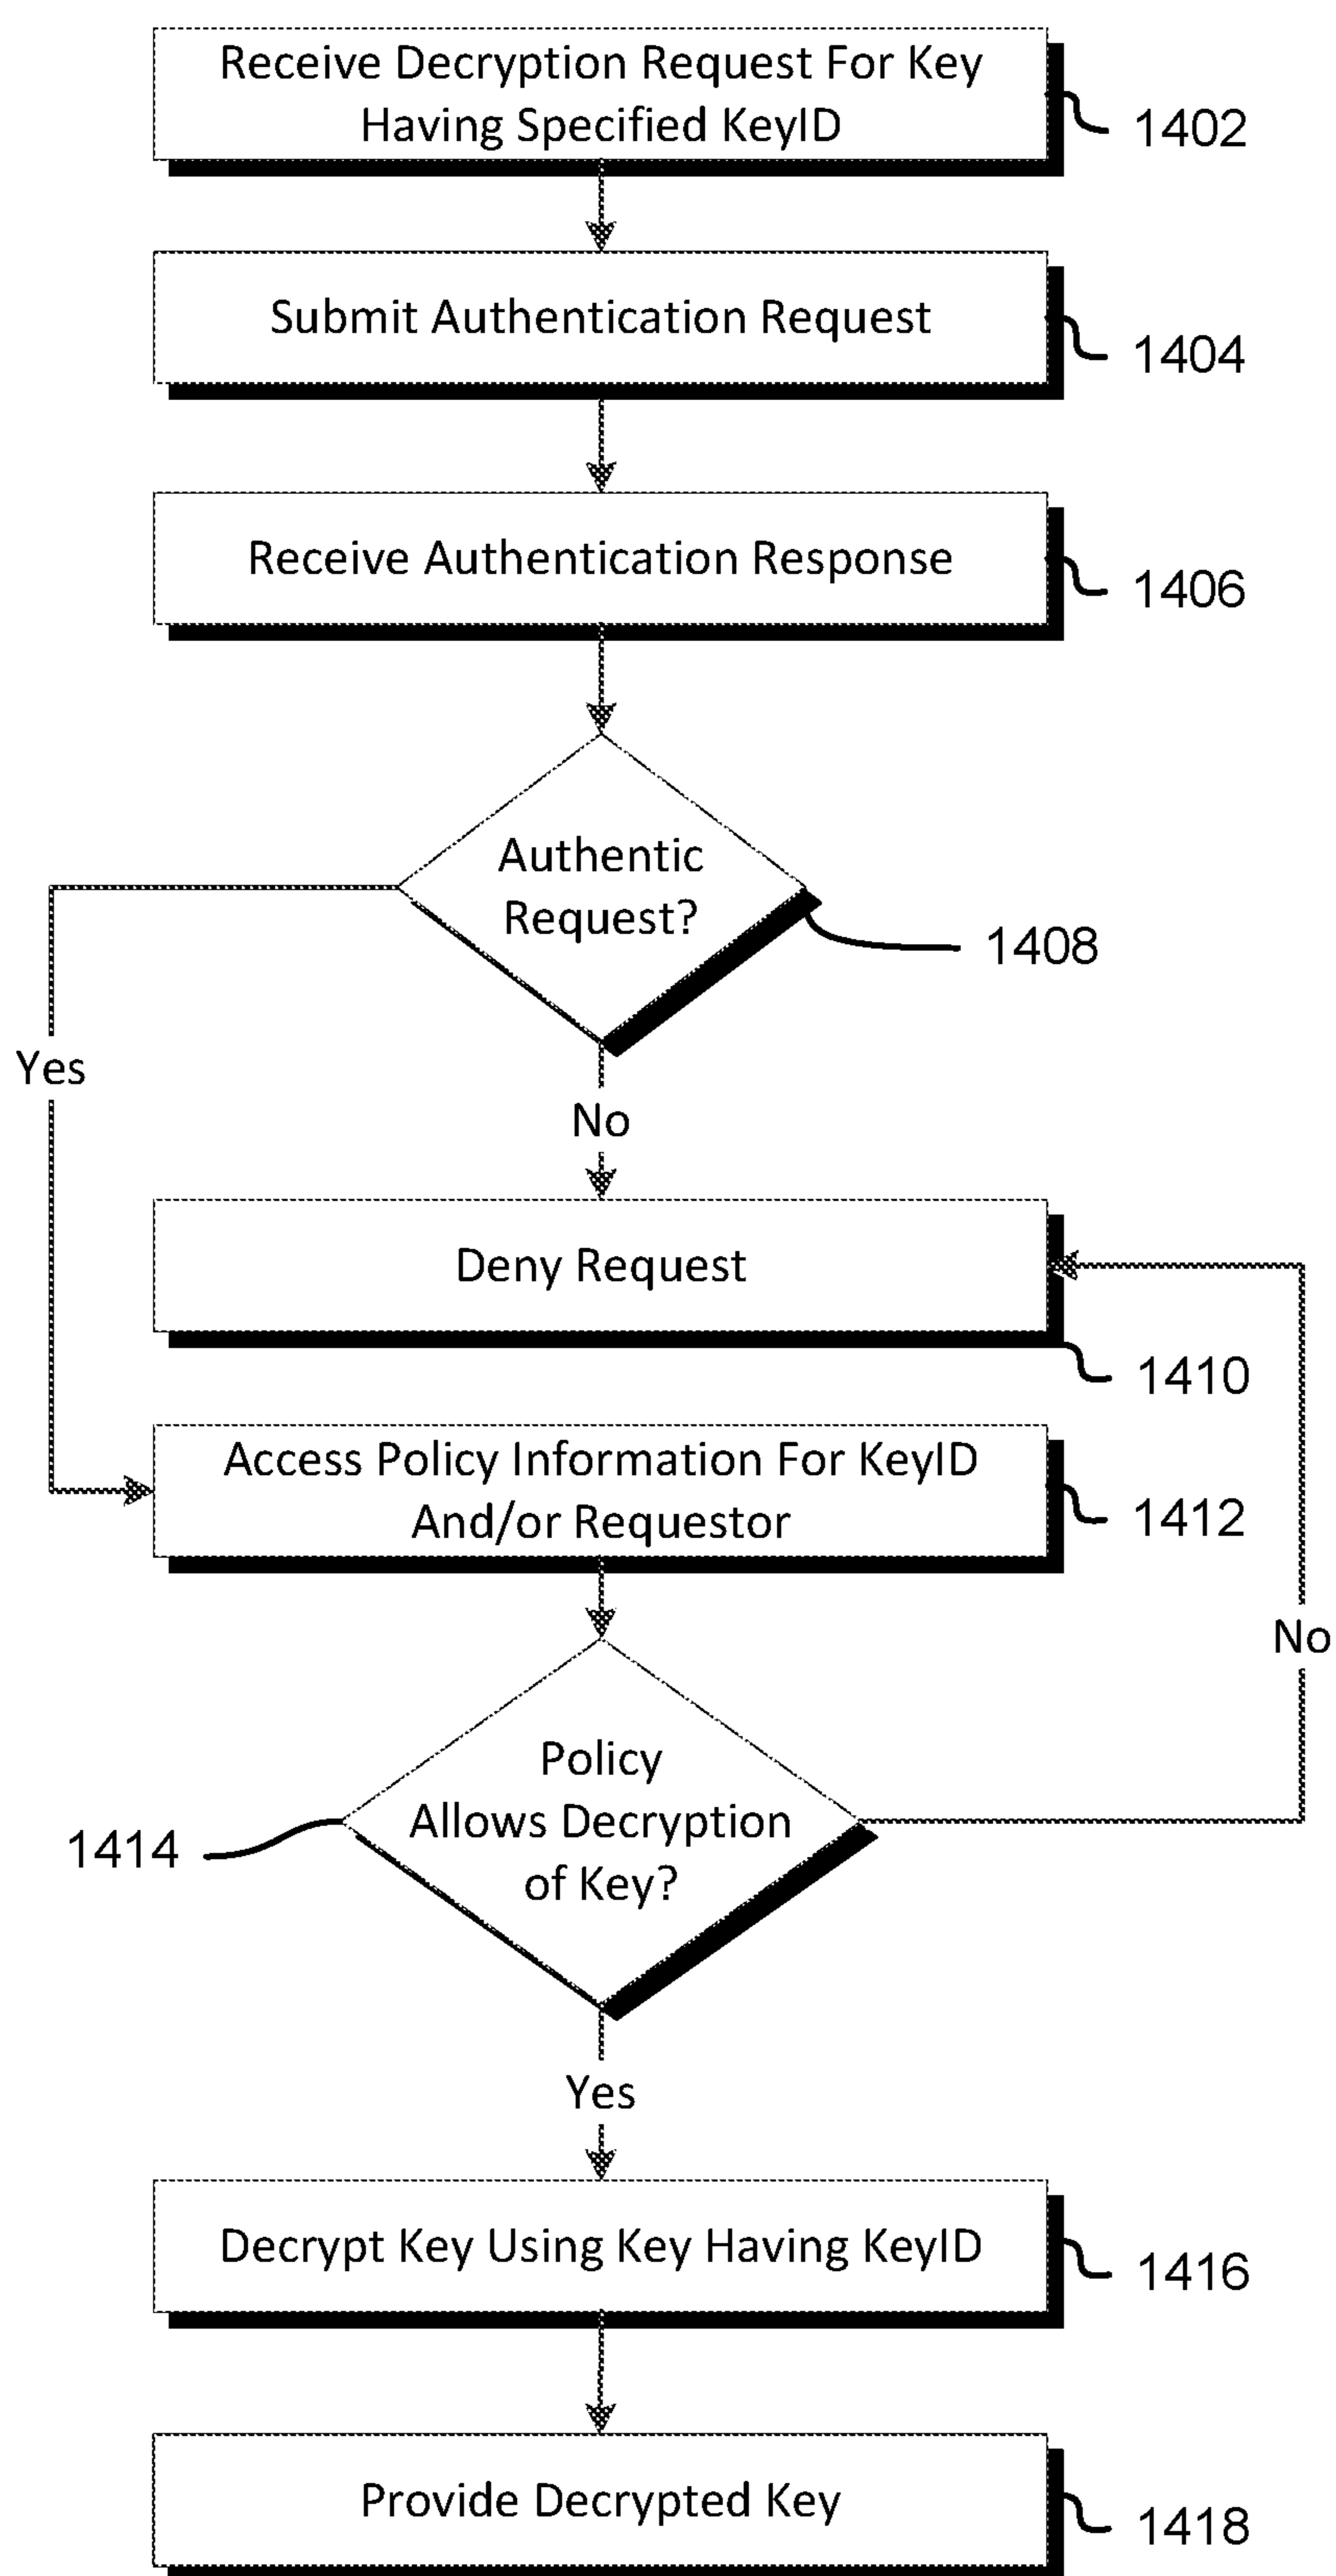 Receive Decryption Request For Key
Having Specified KeyID
1402
Submit Authentication Request
1404
Receive Authentication Response
1406
Authentic
Request?
1408
Yes
No
Deny Request
1410
Access Policy Information For KeyID
And/or Requestor
1412
No
Policy
Allows Decryption
of Key?
1414
Yes
Decrypt Key Using Key Having KeyID
1416
Provide Decrypted Key
1418